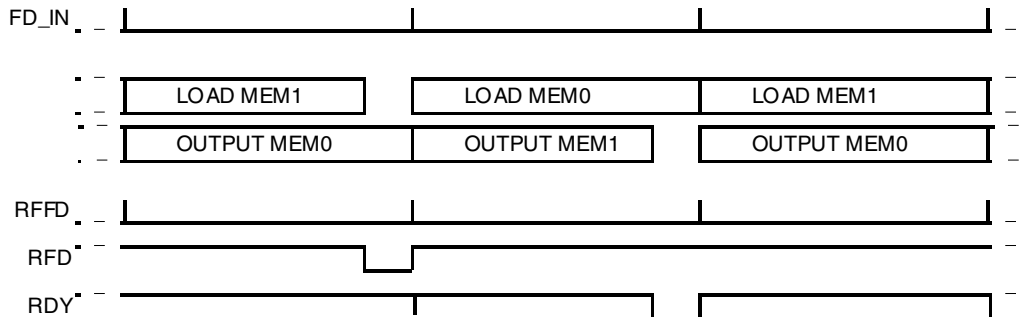 FD_IN
LOAD MEM1 LOAD MEM0 LOAD MEM1
OUTPUT MEM0 OUTPUT MEM1 OUTPUT MEM0
RFFD
RFD
RDY